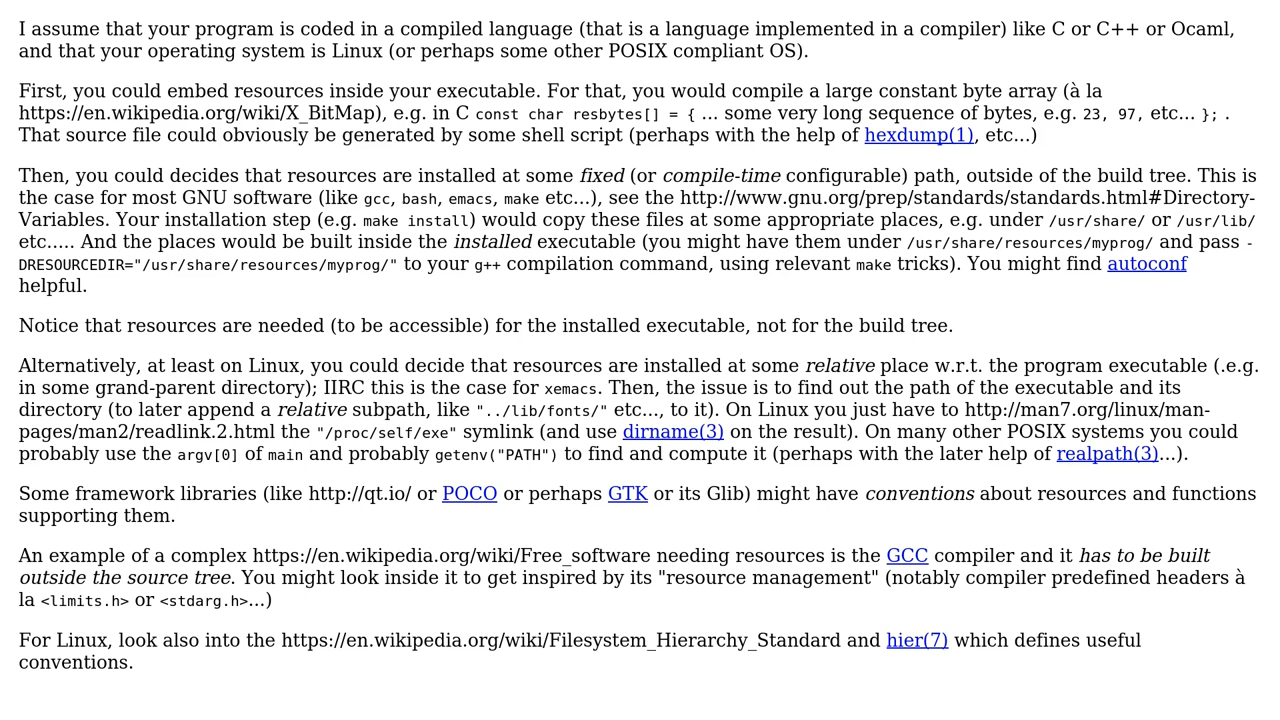 I assume that your program is coded in a compiled language (that is a language implemented in a compiler) like C or C++ or Ocaml,
and that your operating system is Linux (or perhaps some other POSIX compliant OS).
First, you could embed resources inside your executable. For that, you would compile a large constant byte array (à la
https://en.wikipedia.org/wiki/X_BitMap), e.g. in C const char resbytes[] = { ... some very long sequence of bytes, e.g. 23, 97, etc... }; .
That source file could obviously be generated by some shell script (perhaps with the help of hexdump(1), etc...)
Then, you could decides that resources are installed at some fixed (or compile-time configurable) path, outside of the build tree. This is
the case for most GNU software (like gcc, bash, emacs, make etc...), see the http://www.gnu.org/prep/standards/standards.html#Directory-
Variables. Your installation step (e.g. make install) would copy these files at some appropriate places, e.g. under /usr/share/ or /usr/lib/
etc..... And the places would be built inside the installed executable (you might have them under /usr/share/resources/myprog/ and pass -
DRESOURCEDIR="/usr/share/resources/myprog/" to your g++ compilation command, using relevant make tricks). You might find autoconf
helpful.
Notice that resources are needed (to be accessible) for the installed executable, not for the build tree.
Alternatively, at least on Linux, you could decide that resources are installed at some relative place w.r.t. the program executable (.e.g.
in some grand-parent directory); IIRC this is the case for xemacs. Then, the issue is to find out the path of the executable and its
directory (to later append a relative subpath, like "../lib/fonts/" etc..., to it). On Linux you just have to http://man7.org/linux/man-
pages/man2/readlink.2.html the "/proc/self/exe" symlink (and use dirname(3) on the result). On many other POSIX systems you could
probably use the argv[0] of main and probably getenv("PATH") to find and compute it (perhaps with the later help of realpath(3)...).
Some framework libraries (like http://qt.io/ or POCO or perhaps GTK or its Glib) might have conventions about resources and functions
supporting them.
An example of a complex https://en.wikipedia.org/wiki/Free_software needing resources is the GCC compiler and it has to be built
outside the source tree. You might look inside it to get inspired by its "resource management" (notably compiler predefined headers à
la <limits.h> or <stdarg.h>...)
For Linux, look also into the https://en.wikipedia.org/wiki/Filesystem_Hierarchy_Standard and hier(7) which defines useful
conventions.